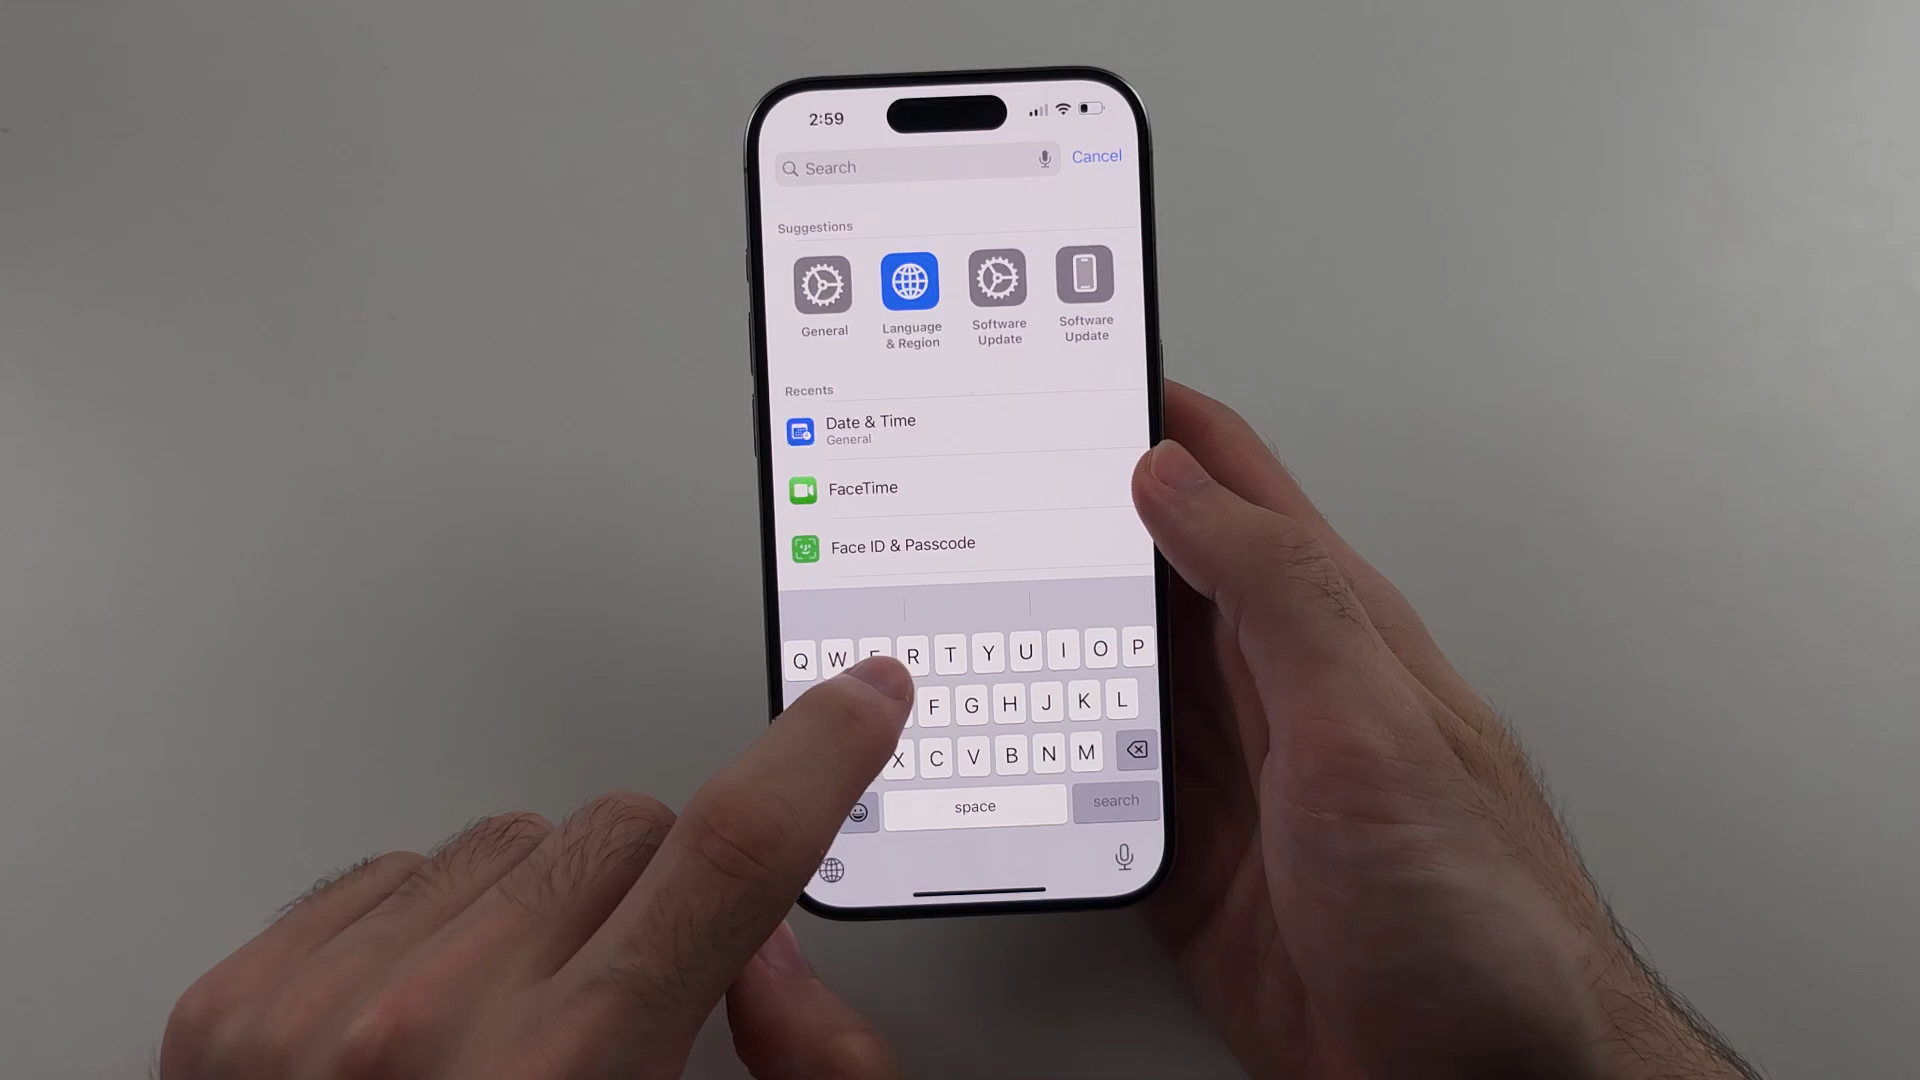 2:59
Search
Cancel
Suggestions
General
Language
& Region
Software
Update
Software
Update
Recents
Date & Time
General
FaceTime
Face ID & Passcode
Q W R T Y U I O P
F G H J K L
X C V B N M
space
search